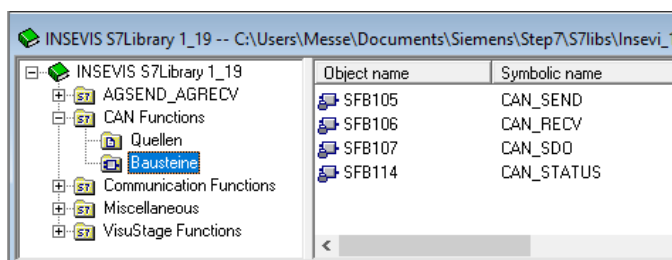 INSEVIS S7Library 1_19 -- C:\Users\Messe\Documents\Siemens\Step7\S7libs\Insevi_
INSEVIS S7Library 1_19
AGSEND_AGRECV
CAN Functions
Quellen
Bausteine
Communication Functions
Miscellaneous
VisuStage Functions
Object name Symbolic name
SFB105 CAN_SEND
SFB106 CAN_RECV
SFB107 CAN_SDO
SFB114 CAN_STATUS